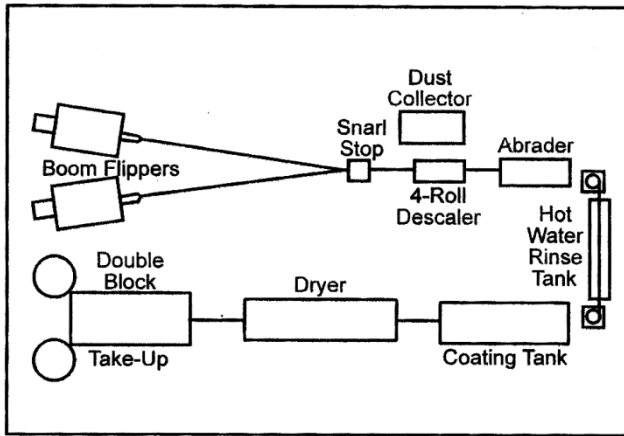 Dust
Collector
Snarl
Stop
Abrader
Boom Flippers
4-Roll
Descaler
Hot
Water
Rinse
Tank
Double
Block
Dryer
Take-Up
Coating Tank